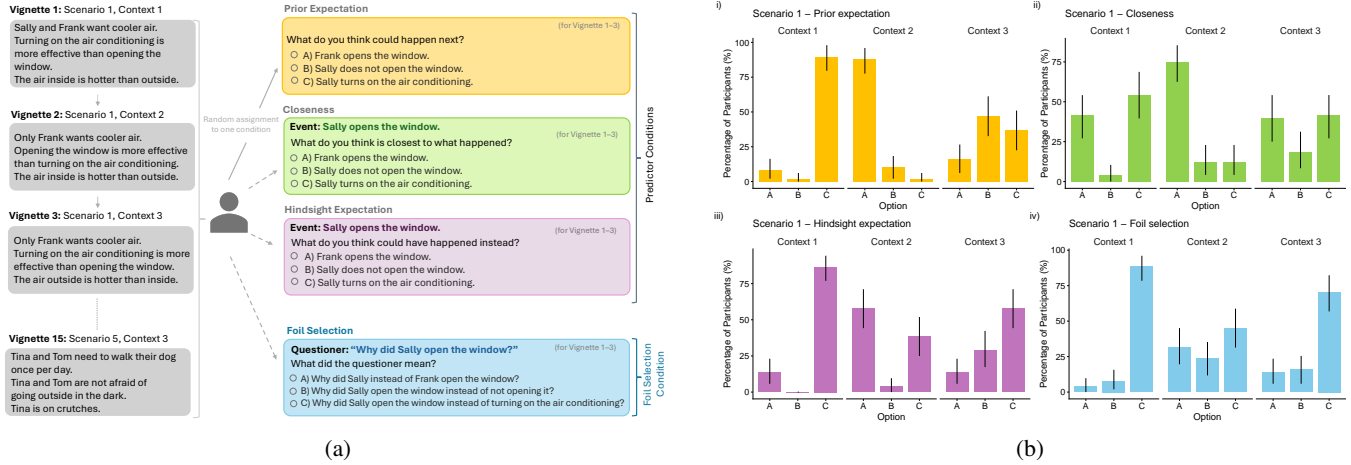 Vignette 1: Scenario 1, Context 1
Sally and Frank want cooler air.
Turning on the air conditioning is
more effective than opening the
window.
The air inside is hotter than outside.
Vignette 2: Scenario 1, Context 2
Only Frank wants cooler air.
Opening the window is more effective
than turning on the air conditioning.
The air inside is hotter than outside.
Vignette 3: Scenario 1, Context 3
Only Frank wants cooler air.
Turning on the air conditioning is more
effective than opening the window.
The air outside is hotter than inside.
Vignette 15: Scenario 5, Context 3
Tina and Tom need to walk their dog
once per day.
Tina and Tom are not afraid of
going outside in the dark.
Tina is on crutches.
Random assignment
to one condition
Prior Expectation
(for Vignette 1–3)
What do you think could happen next?
A) Frank opens the window.
B) Sally does not open the window.
C) Sally turns on the air conditioning.
Closeness
Event: Sally opens the window.
(for Vignette 1–3)
What do you think is closest to what happened?
A) Frank opens the window.
B) Sally does not open the window.
C) Sally turns on the air conditioning.
Hindsight Expectation
Event: Sally opens the window.
(for Vignette 1–3)
What do you think could have happened instead?
A) Frank opens the window.
B) Sally does not open the window.
C) Sally turns on the air conditioning.
Predictor Conditions
Foil Selection
Questioner: “Why did Sally open the window?”
(for Vignette 1–3)
What did the questioner mean?
A) Why did Sally instead of Frank open the window?
B) Why did Sally open the window instead of not opening it?
C) Why did Sally open the window instead of turning on the air conditioning?
Foil Selection
Condition
(a)
i)
Scenario 1 – Prior expectation
Context 1 Context 2 Context 3
Percentage of Participants (%)
100
75
50
25
0
A B C A B C A B C
Option
ii)
Scenario 1 – Closeness
Context 1 Context 2 Context 3
Percentage of Participants (%)
75
50
25
0
A B C A B C A B C
Option
iii)
Scenario 1 – Hindsight expectation
Context 1 Context 2 Context 3
Percentage of Participants (%)
75
50
25
0
A B C A B C A B C
Option
iv)
Scenario 1 – Foil selection
Context 1 Context 2 Context 3
Percentage of Participants (%)
100
75
50
25
0
A B C A B C A B C
Option
(b)